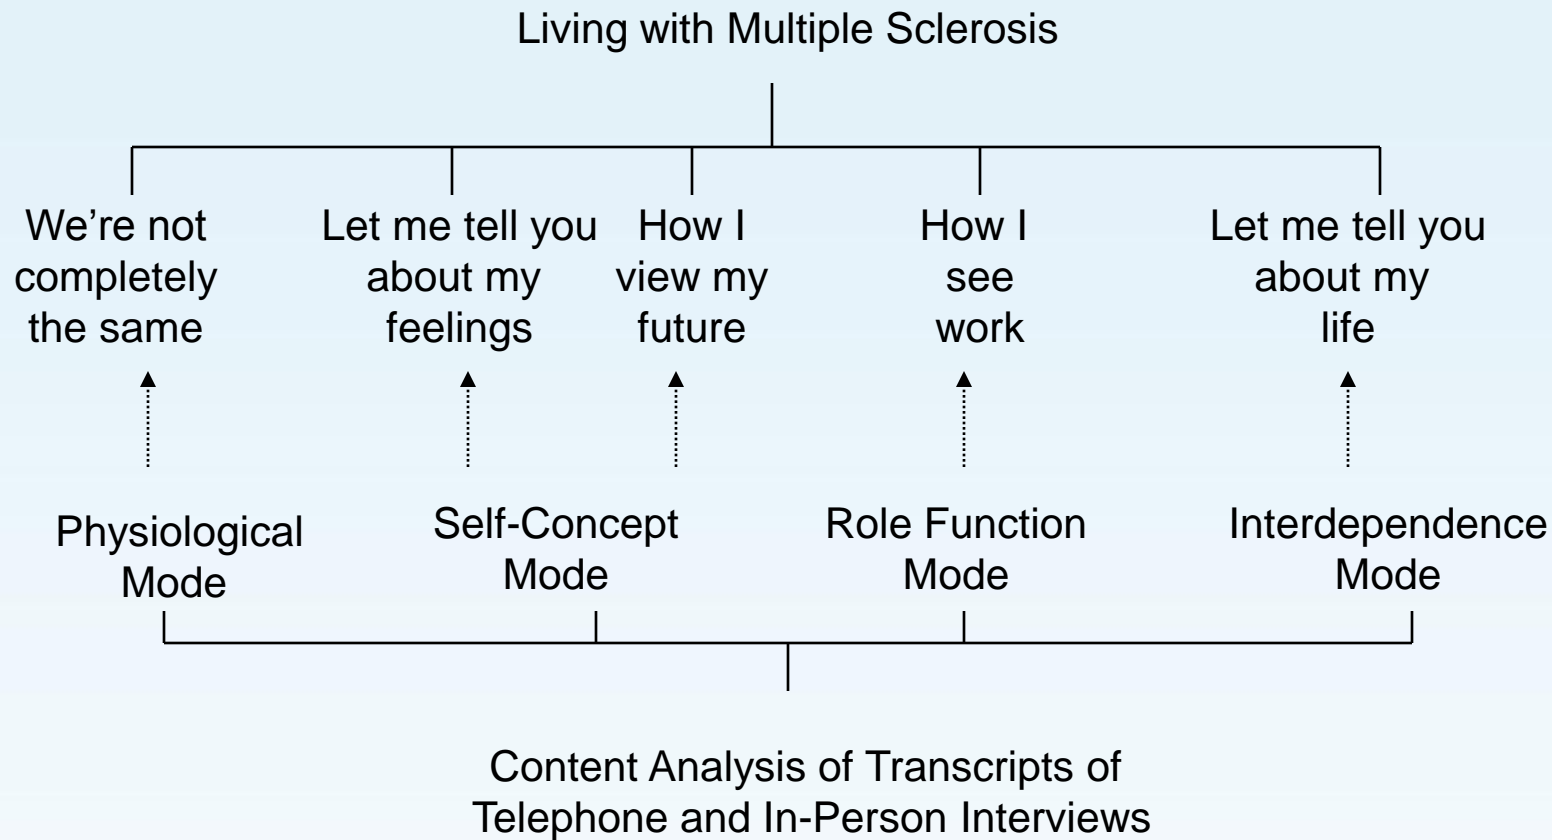 Living with Multiple Sclerosis
We’re not
completely
the same
Let me tell you
about my
feelings
How I
view my
future
How I
see
work
Let me tell you
about my
life
Physiological
Mode
Self-Concept
Mode
Role Function
Mode
Interdependence
Mode
Content Analysis of Transcripts of
Telephone and In-Person Interviews